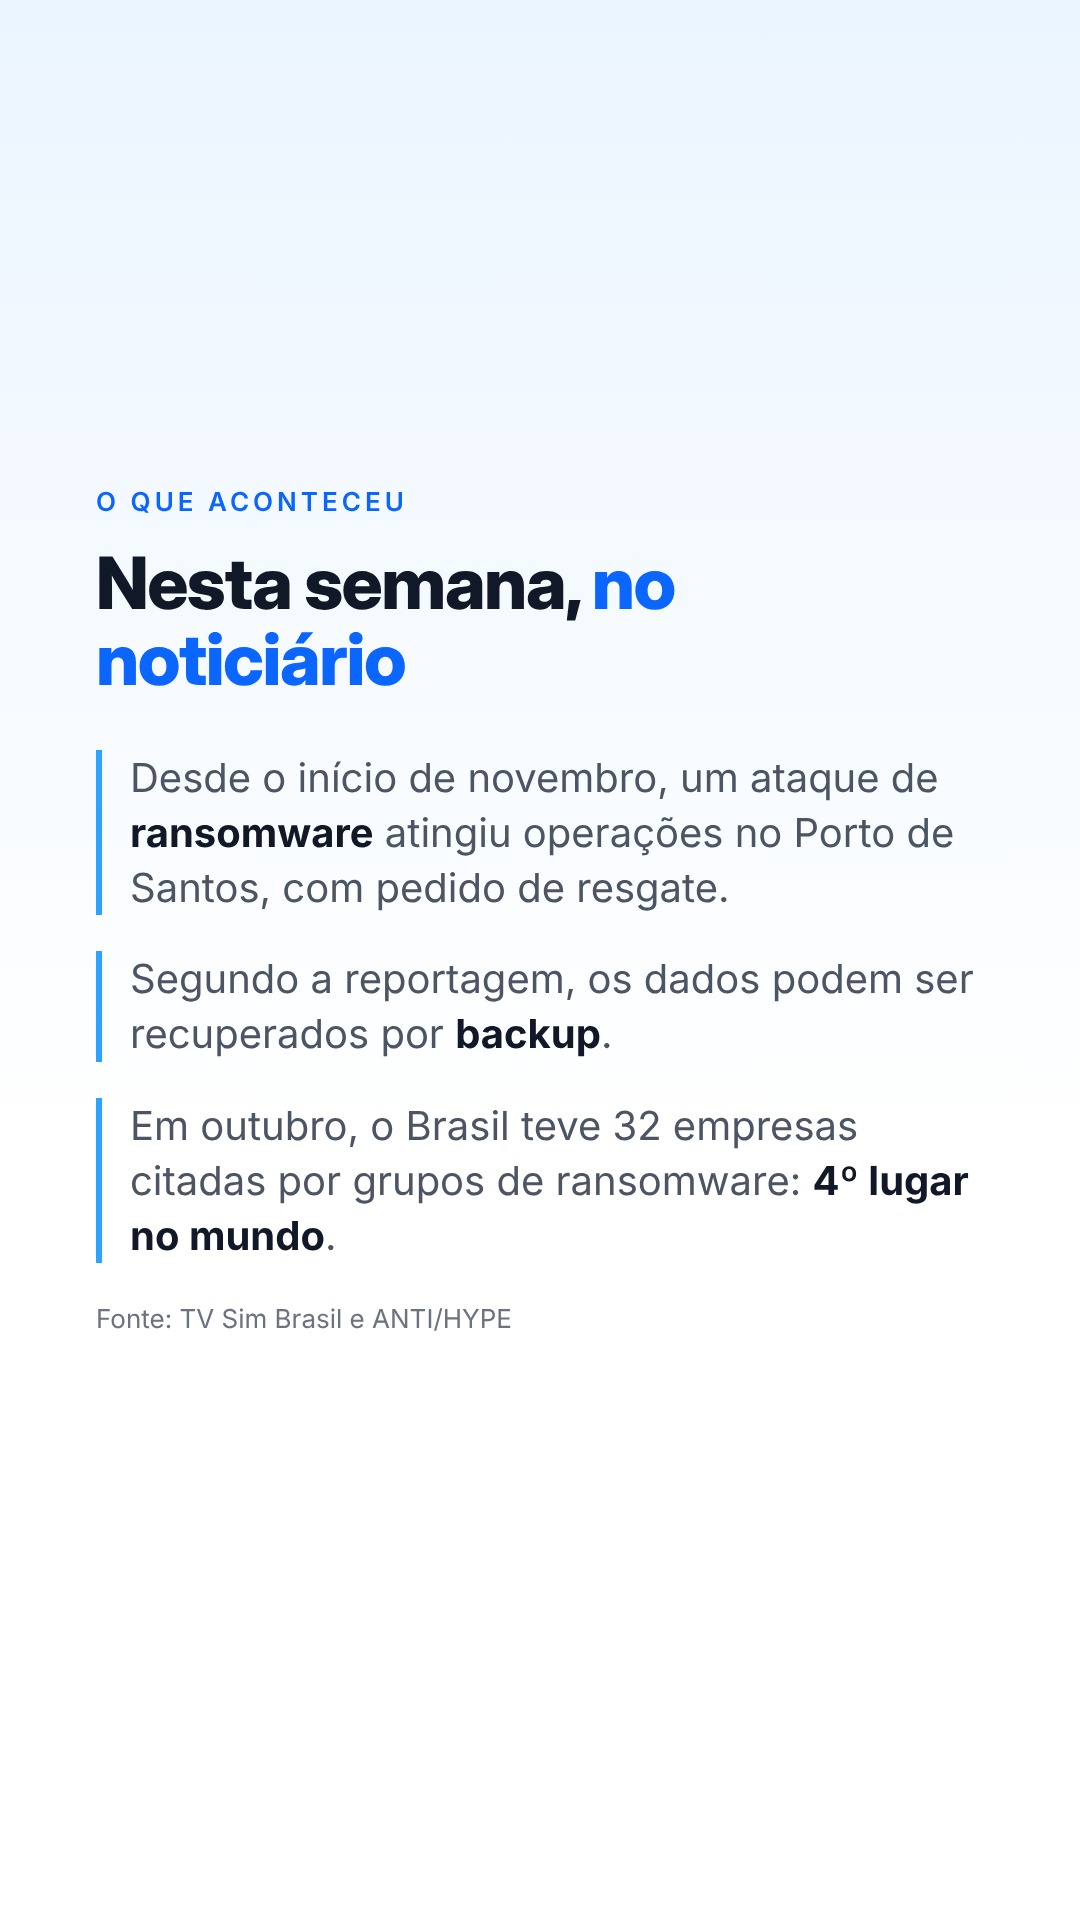 O QUE ACONTECEU
Nesta semana, no
noticiário
Desde o início de novembro, um ataque de
ransomware atingiu operações no Porto de
Santos, com pedido de resgate.
Segundo a reportagem, os dados podem ser
recuperados por backup.
Em outubro, o Brasil teve 32 empresas
citadas por grupos de ransomware: 4º lugar
no mundo.
Fonte: TV Sim Brasil e ANTI/HYPE